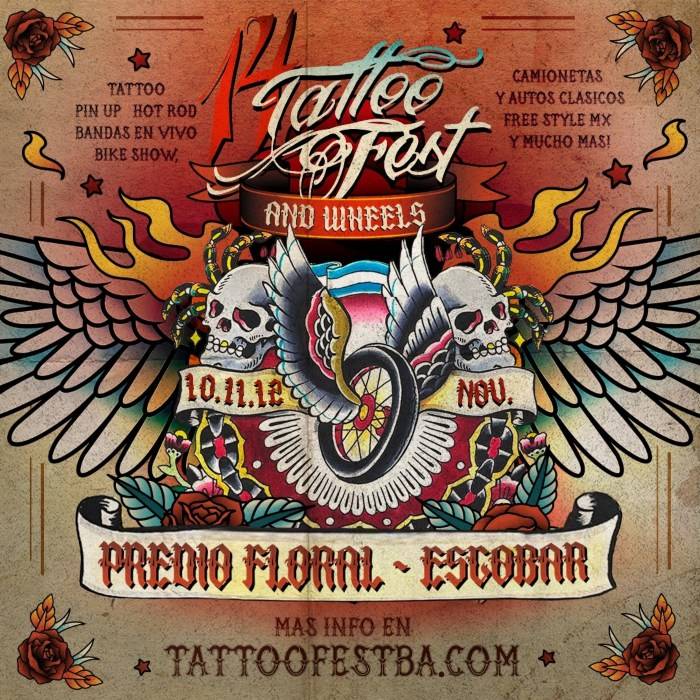 TATTOO
PIN UP HOT ROD
BANDAS EN VIVO
BIKE SHOW,
14
Tattoo
Fest
AND WHEELS
CAMIONETAS
Y AUTOS CLASICOS
FREE STYLE MX
Y MUCHO MAS!
10.11.12
NOV.
PREDIO FLORAL - ESCOBAR
MAS INFO EN
TATTOOFESTBA.COM